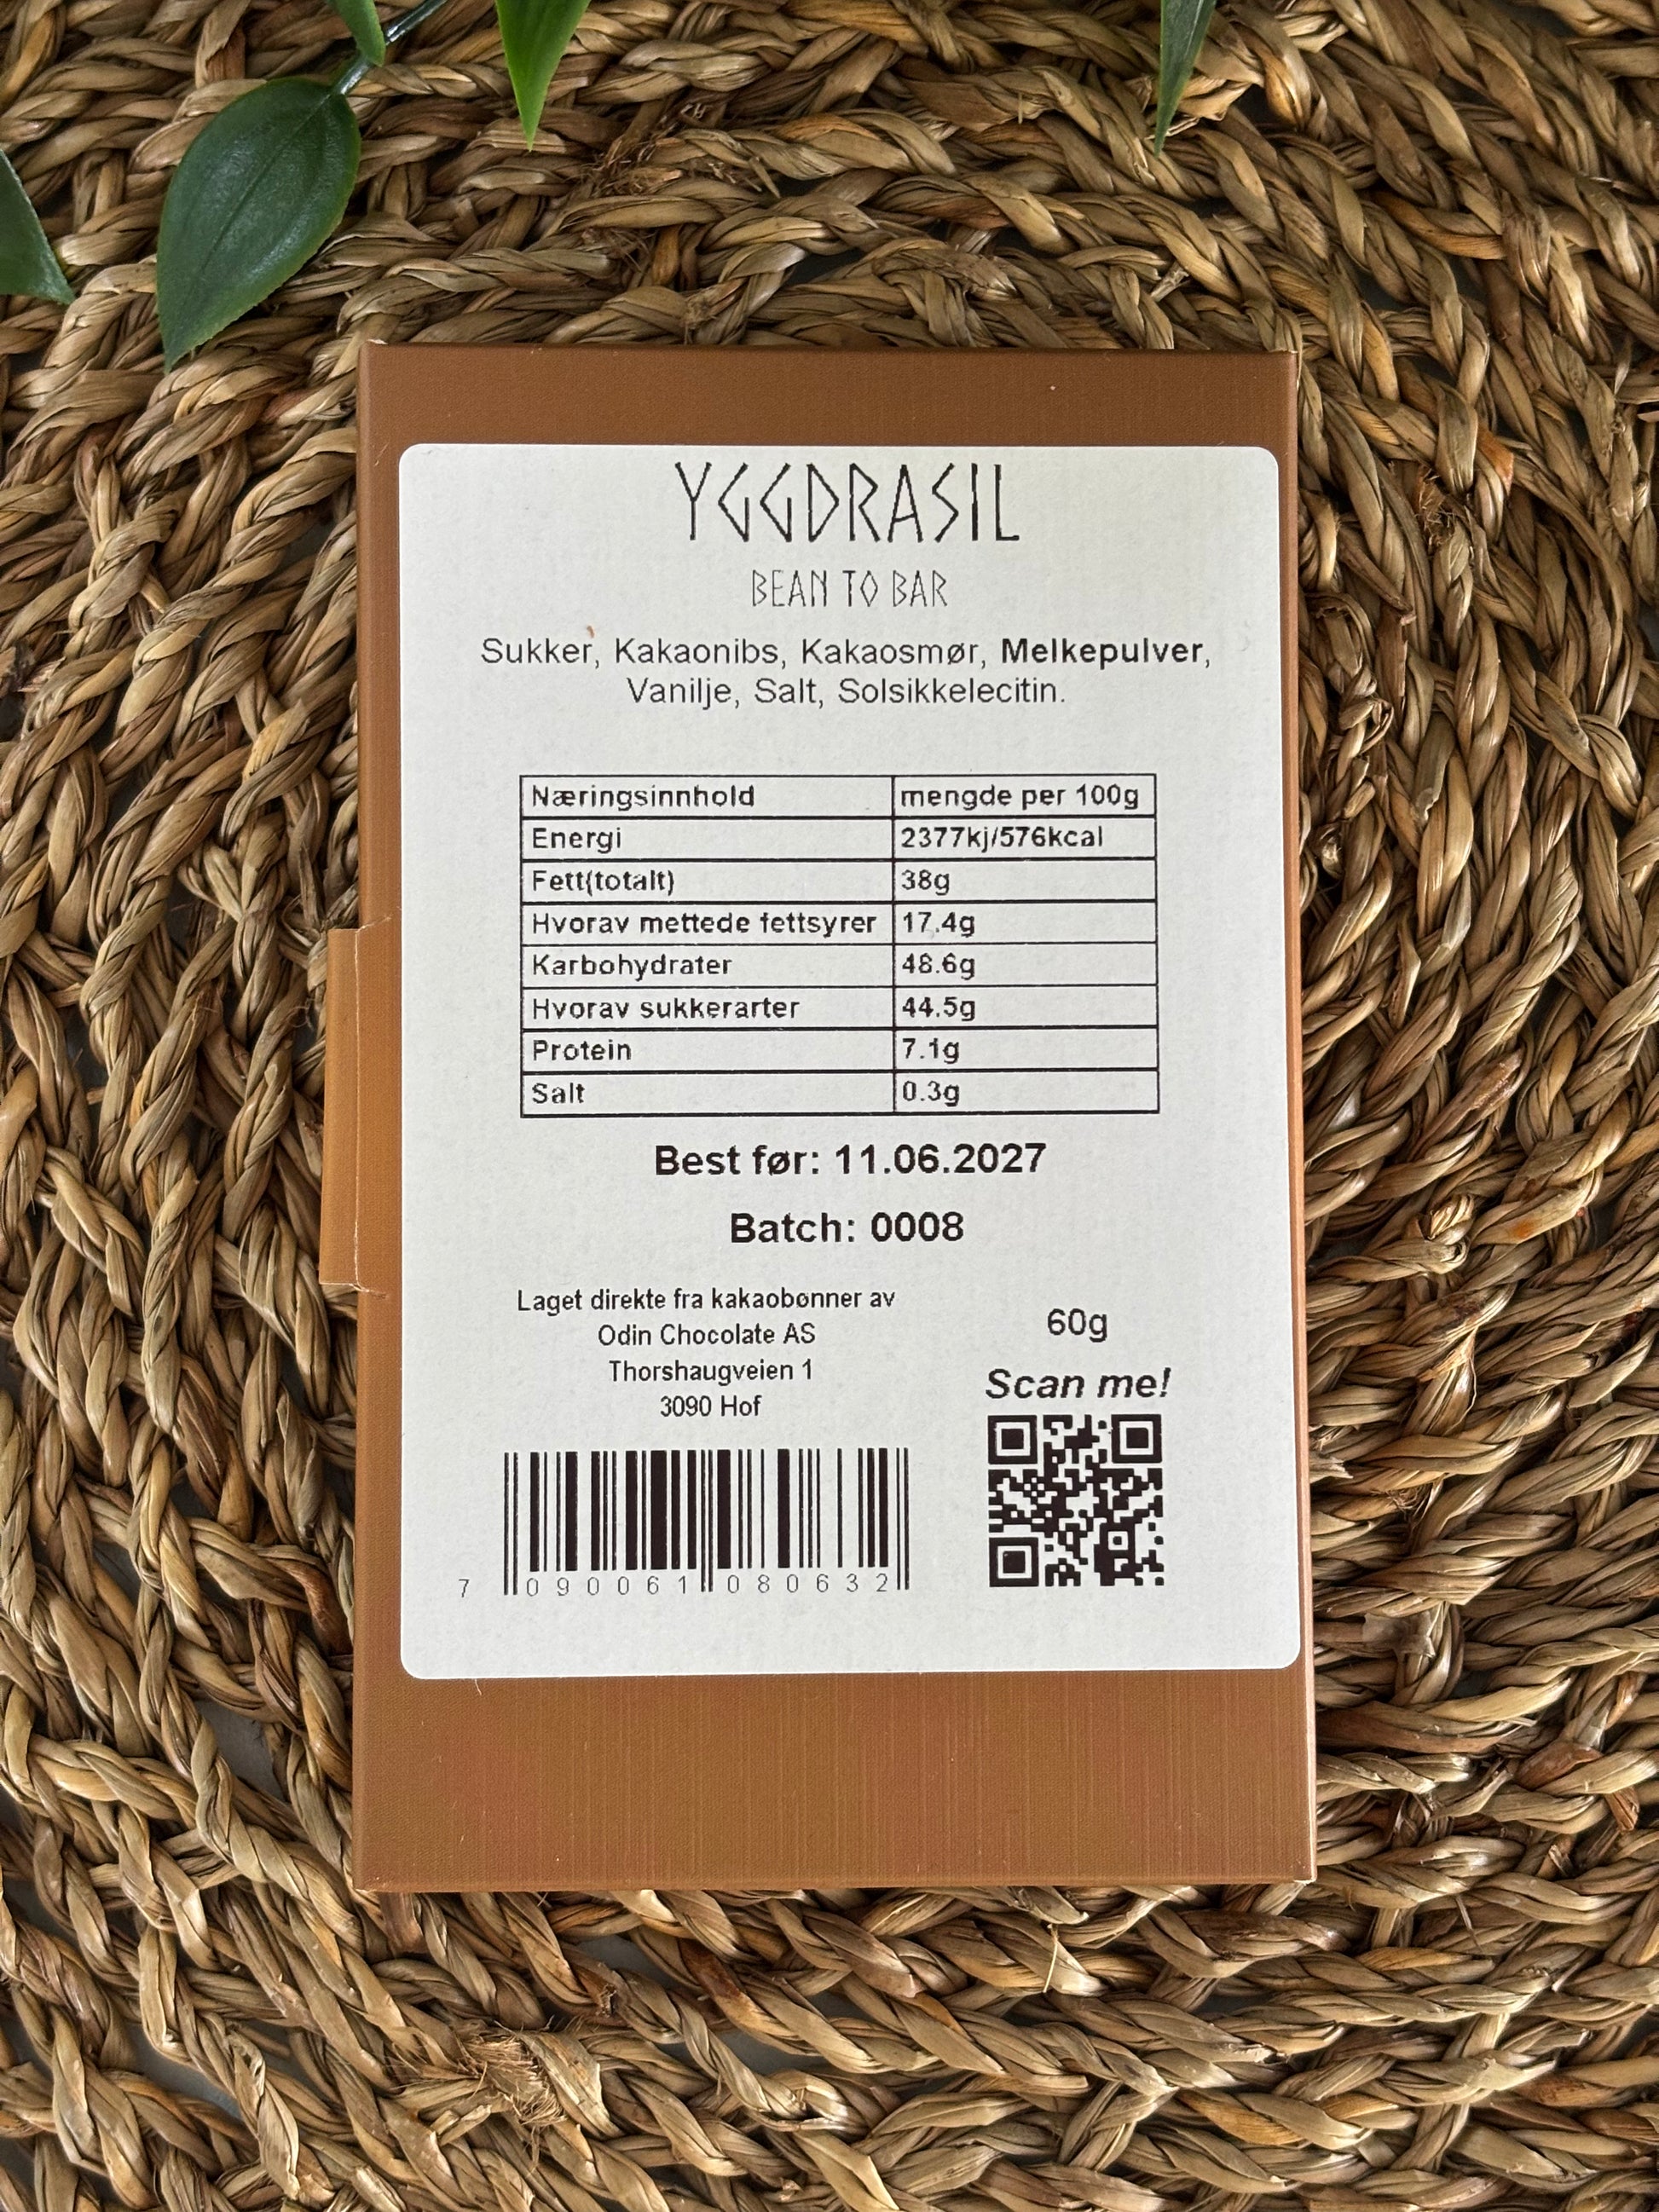 YGGDRASIL
BEAN TO BAR
Sukker, Kakaonibs, Kakaosmør, Melkepulver,
Vanilje, Salt, Solsikkelecitin.
Næringsinnhold mengde per 100g
Energi 2377kj/576kcal
Fett(totalt) 38g
Hvorav mettede fettsyrer 17.4g
Karbohydrater 48.6g
Hvorav sukkerarter 44.5g
Protein 7.1g
Salt 0.3g
Best før: 11.06.2027
Batch: 0008
Laget direkte fra kakaobønner av
Odin Chocolate AS
Thorshaugveien 1
3090 Hof
60g
Scan me!
7 090061 080632